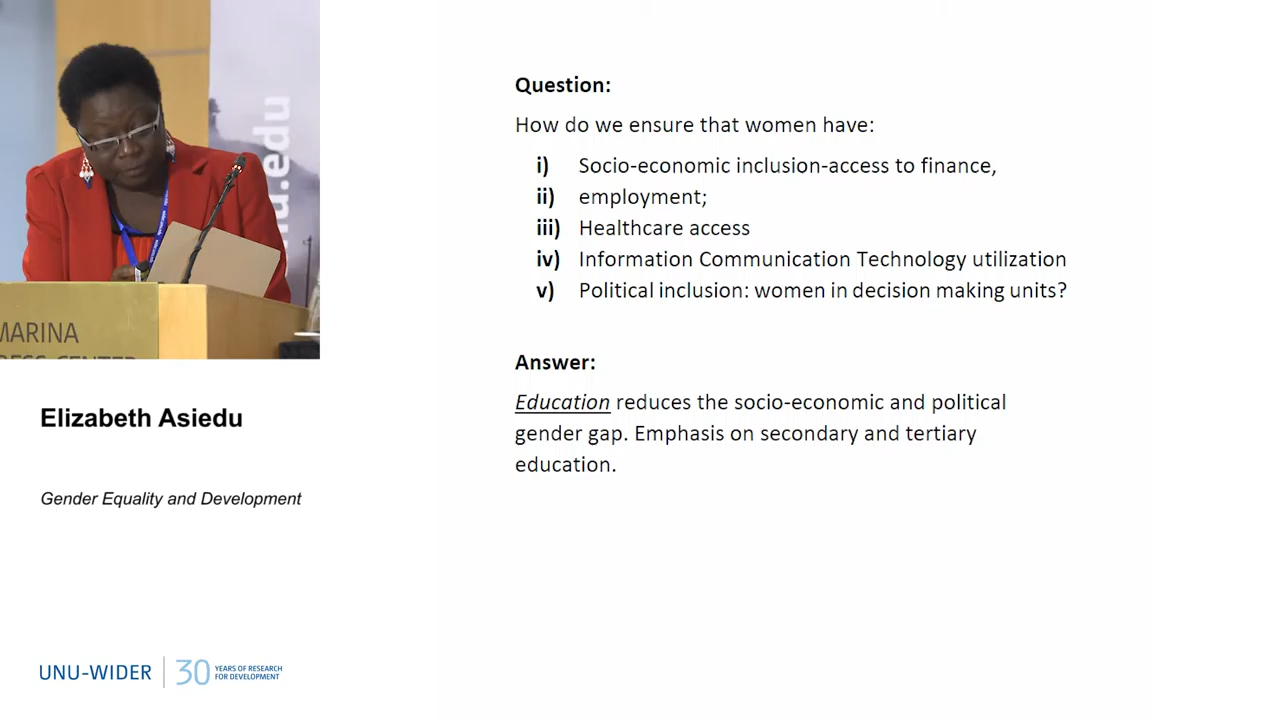 nu.edu
MARINA
Elizabeth Asiedu
Gender Equality and Development
UNU-WIDER
30 YEARS OF RESEARCH
FOR DEVELOPMENT
Question:
How do we ensure that women have:
i) Socio-economic inclusion-access to finance,
ii) employment;
iii) Healthcare access
iv) Information Communication Technology utilization
v) Political inclusion: women in decision making units?
Answer:
Education reduces the socio-economic and political
gender gap. Emphasis on secondary and tertiary
education.